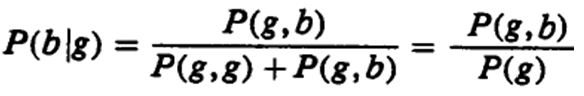 P(b|g) = P(g,b) / (P(g,g) + P(g,b)) = P(g,b) / P(g)